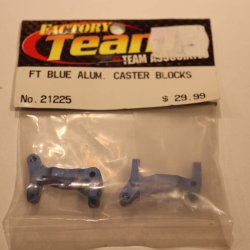 FACTORY
Team
TEAM ASSOCIATED
FT BLUE ALUM. CASTER BLOCKS
No. 21225
$ 29.99